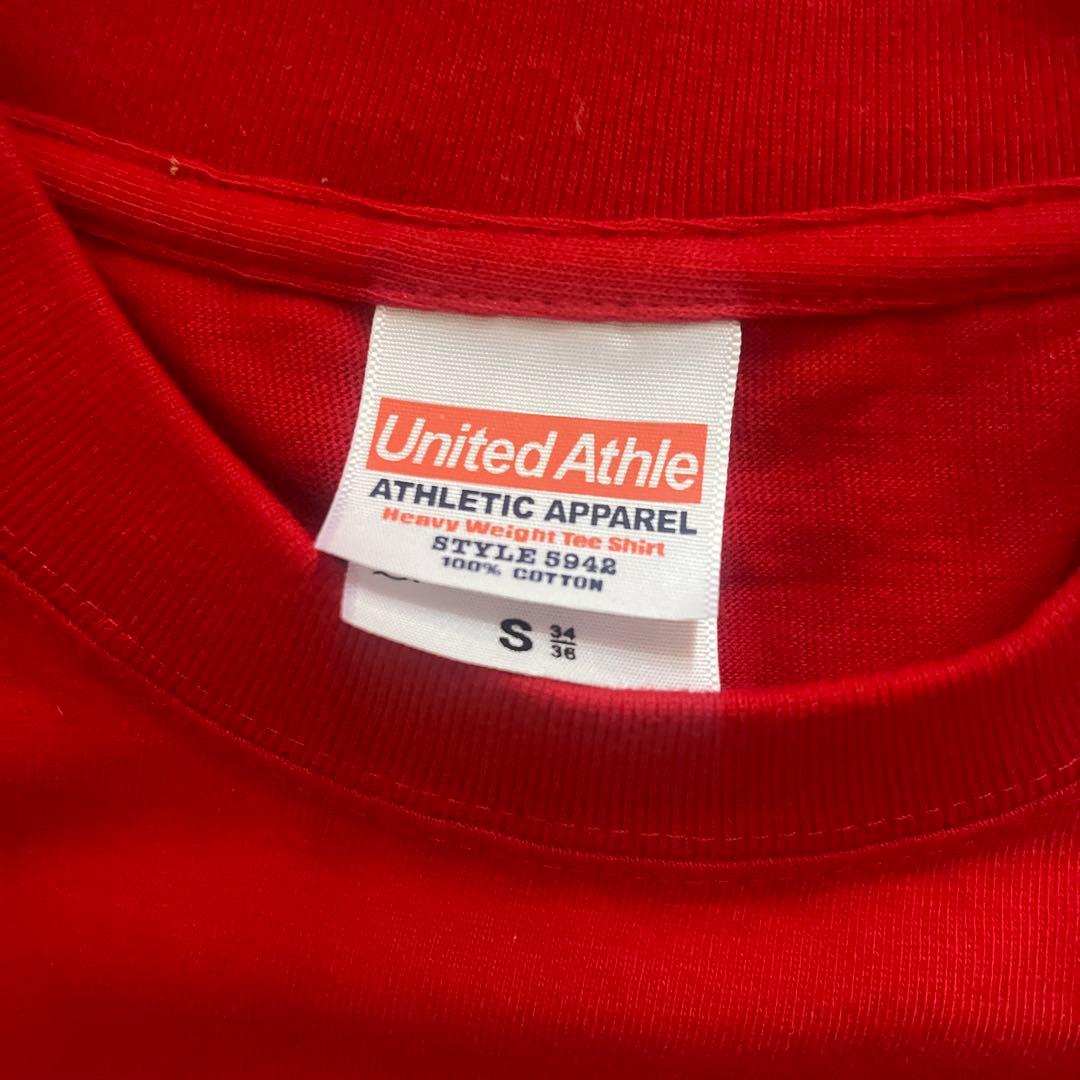 United Athle
ATHLETIC APPAREL
Heavy Weight Tee Shirt
STYLE 5942
100% COTTON
S 34
36